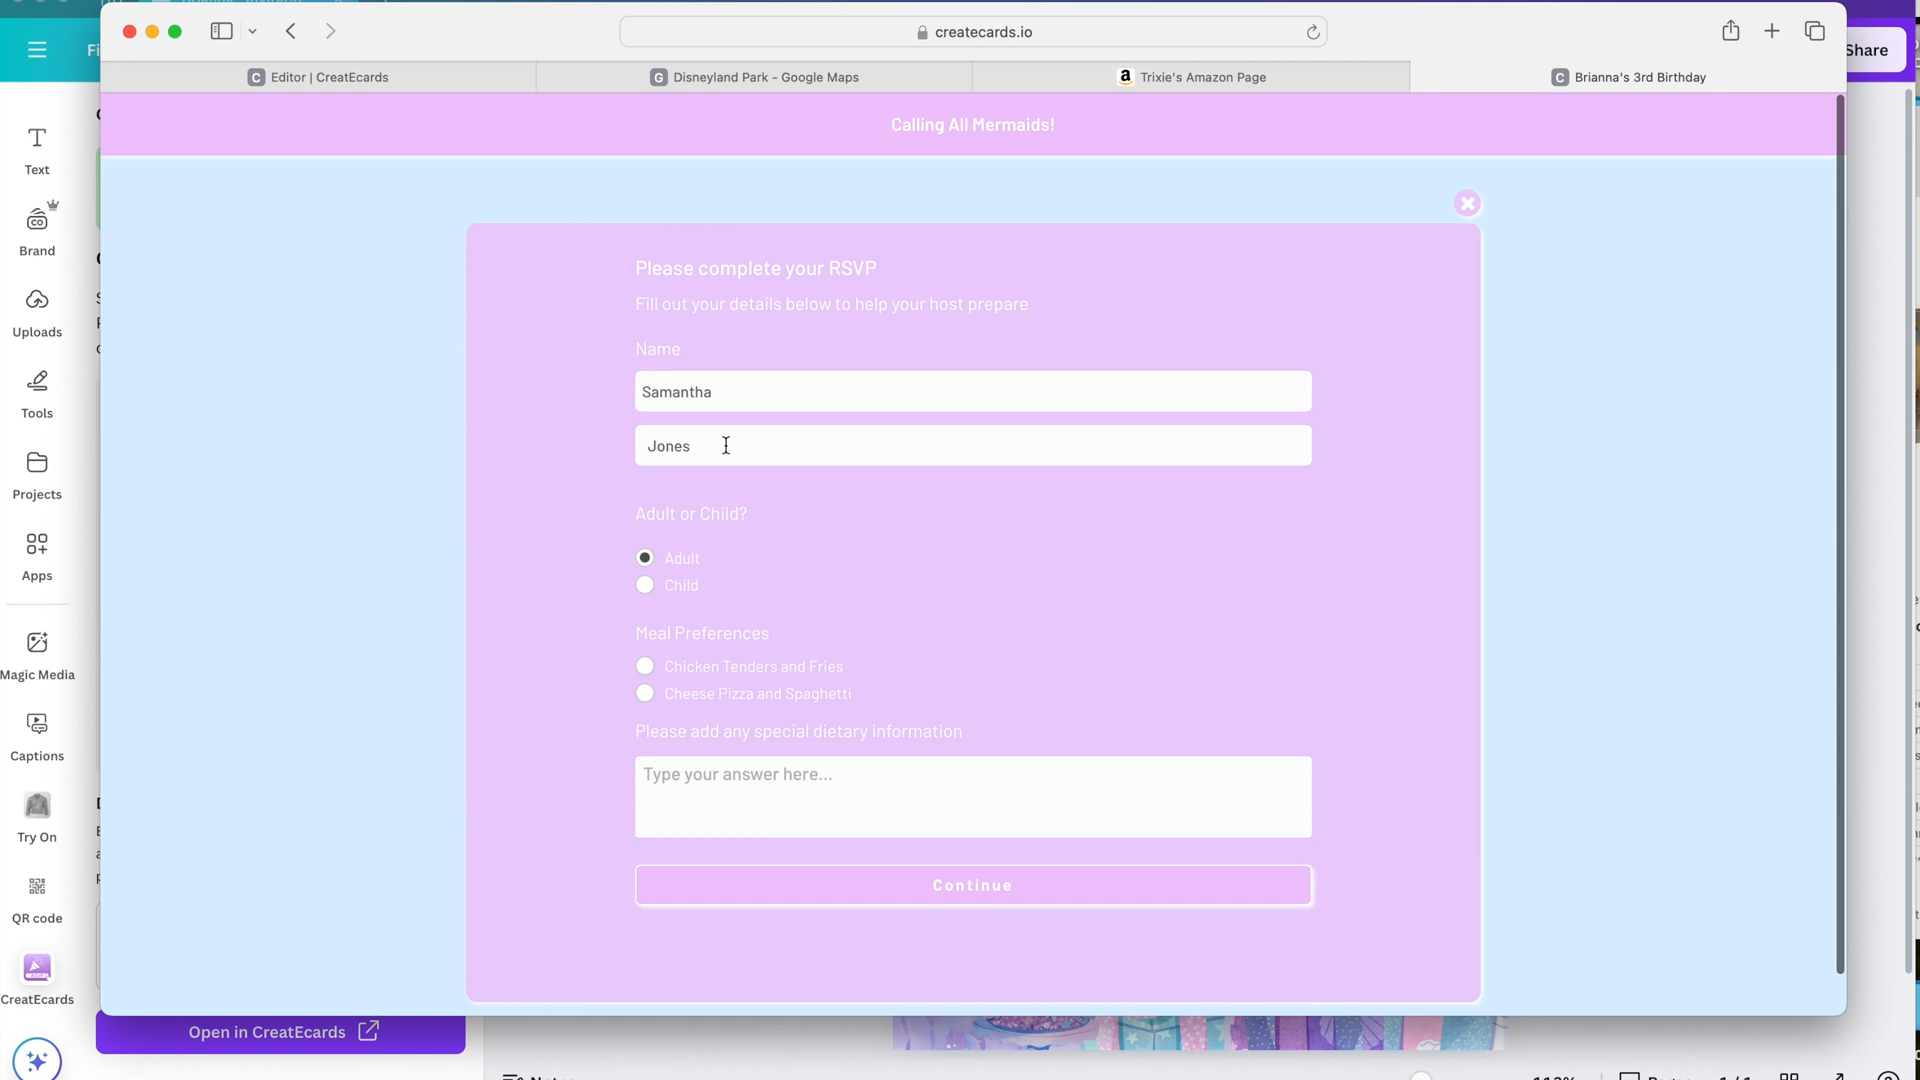 createcards.io
Share
Editor | CreatEcards
Disneyland Park - Google Maps
Trixie's Amazon Page
Brianna's 3rd Birthday
Calling All Mermaids!
Text
Brand
Uploads
Tools
Projects
Apps
Magic Media
Captions
Try On
QR code
CreatEcards
Please complete your RSVP
Fill out your details below to help your host prepare
Name
Samantha
Jones
Adult or Child?
Adult
Child
Meal Preferences
Chicken Tenders and Fries
Cheese Pizza and Spaghetti
Please add any special dietary information
Type your answer here...
Continue
Open in CreatEcards